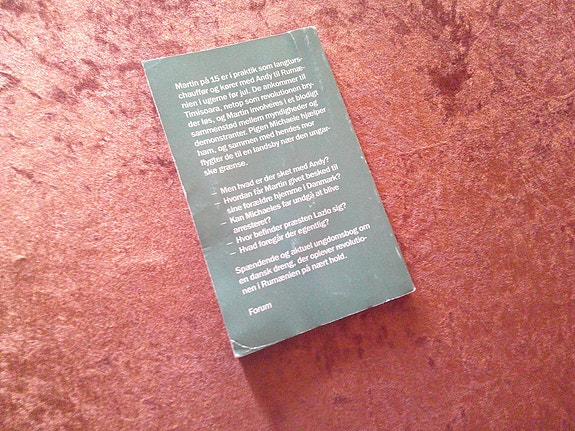 Martin på 15 er i praktik som langturs-
chauffør og kører med Andy til Rumæ-
nien i ugerne før jul. De ankommer til
Timisoara, netop som revolutionen bry-
der løs, og Martin involveres i et blodigt
sammenstød mellem myndigheder og
demonstranter. Pigen Michaele hjælper
ham, og sammen med hendes mor
flygter de til en landsby nær den ungar-
ske grænse.
– Men hvad er der sket med Andy?
– Hvordan får Martin givet besked til
sine forældre hjemme i Danmark?
– Kan Michaeles far undgå at blive
arresteret?
– Hvor befinder præsten Lazlo sig?
– Hvad foregår der egentlig?
Spændende og aktuel ungdomsbog om
en dansk dreng, der oplever revolutio-
nen i Rumænien på nært hold.
Forum